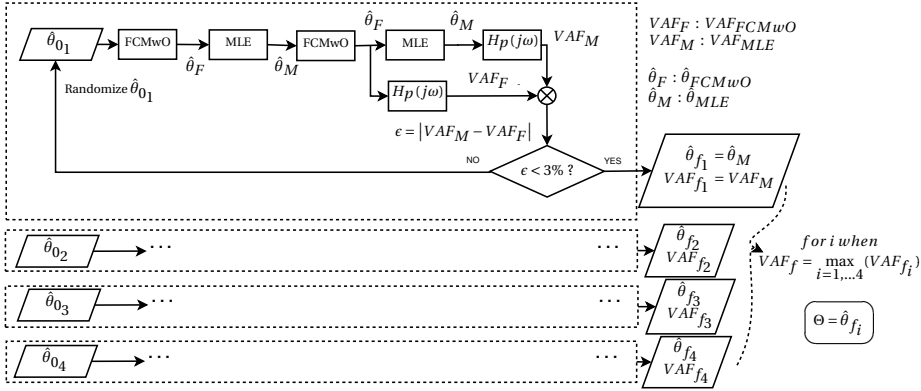 θ̂_{0_1}
FCMwO
θ̂_F
MLE
θ̂_M
FCMwO
θ̂_F
MLE
θ̂_M
Hp(jω)
VAF_M
Hp(jω)
VAF_F
⊗
Randomize θ̂_{0_1}
ϵ = |VAF_M − VAF_F|
NO
ϵ < 3% ?
YES
θ̂_{f_1} = θ̂_M
VAF_{f_1} = VAF_M
VAF_F : VAF_{FCMwO}
VAF_M : VAF_{MLE}
θ̂_F : θ̂_{FCMwO}
θ̂_M : θ̂_{MLE}
θ̂_{0_2} ··· ···
θ̂_{f_2}
VAF_{f_2}
θ̂_{0_3} ··· ···
θ̂_{f_3}
VAF_{f_3}
θ̂_{0_4} ··· ···
θ̂_{f_4}
VAF_{f_4}
for i when
VAF_f = max_{i=1,...4} (VAF_{f_i})
Θ = θ̂_{f_i}